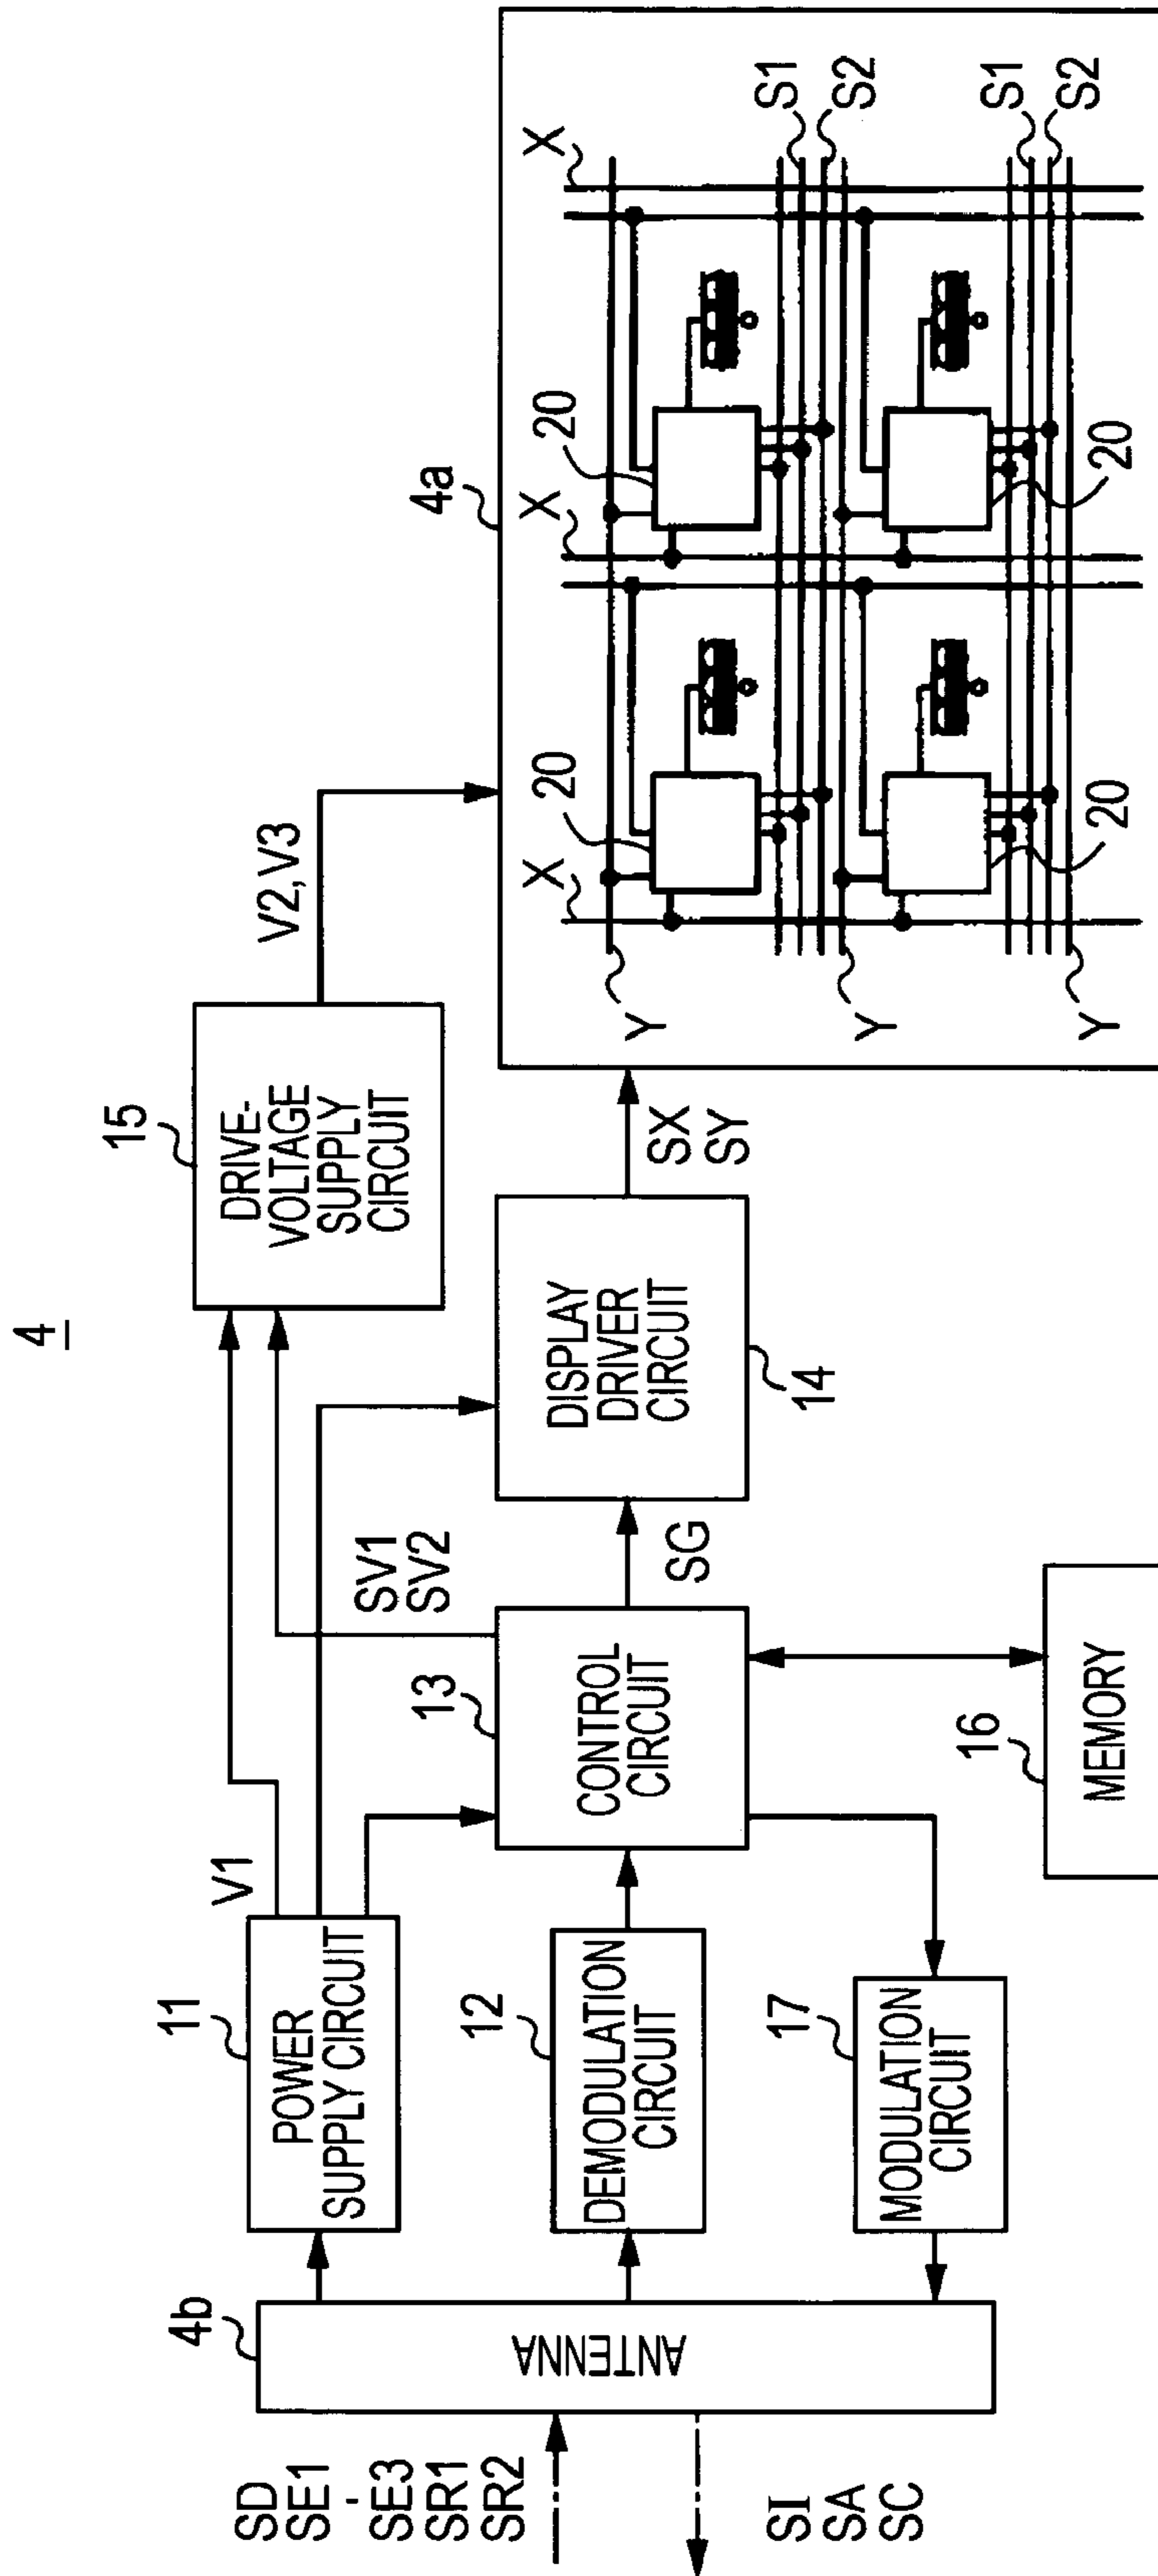 4
SD
SE1
-
SE3
SR1
SR2
SI
SA
SC
4b
ANTENNA
11
POWER
SUPPLY CIRCUIT
V1
12
DEMODULATION
CIRCUIT
17
MODULATION
CIRCUIT
13
CONTROL
CIRCUIT
SV1
SV2
SG
16
MEMORY
14
DISPLAY
DRIVER
CIRCUIT
15
DRIVE-
VOLTAGE
SUPPLY
CIRCUIT
V2, V3
SX
SY
4a
X
X
X
Y
Y
Y
20
20
20
20
S1
S2
S1
S2